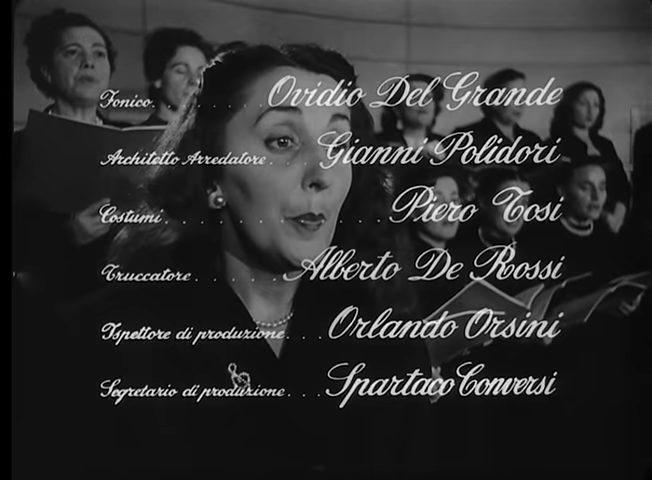 Fonico. . . . . . . . Ovidio Del Grande
Architetto Arredatore. . . Gianni Polidori
Costumi. . . . . . . . . . . . Piero Tosi
Truccatore. . . . . . Alberto De Rossi
Ispettore di produzione. . . Orlando Orsini
Segretario di produzione. . . Spartaco Conversi